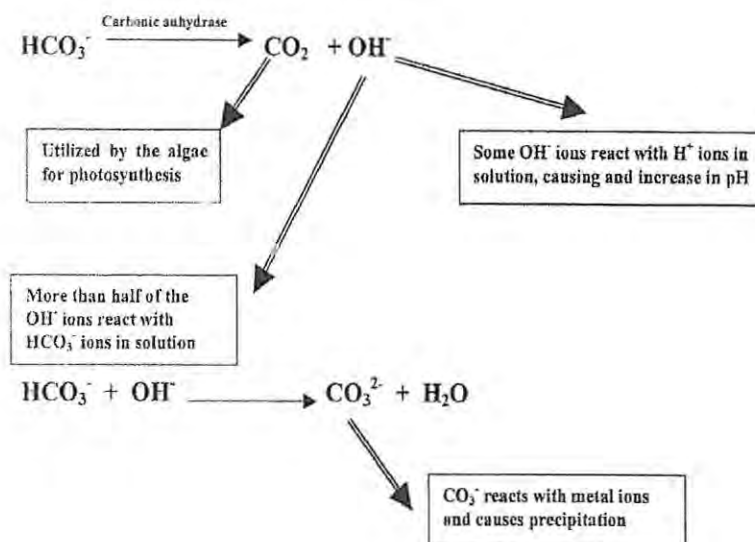 Carbonic anhydrase
HCO₃⁻ CO₂ + OH⁻
Utilized by the algae
for photosynthesis
Some OH⁻ ions react with H⁺ ions in
solution, causing and increase in pH
More than half of the
OH⁻ ions react with
HCO₃⁻ ions in solution
HCO₃⁻ + OH⁻ CO₃²⁻ + H₂O
CO₃⁻ reacts with metal ions
and causes precipitation